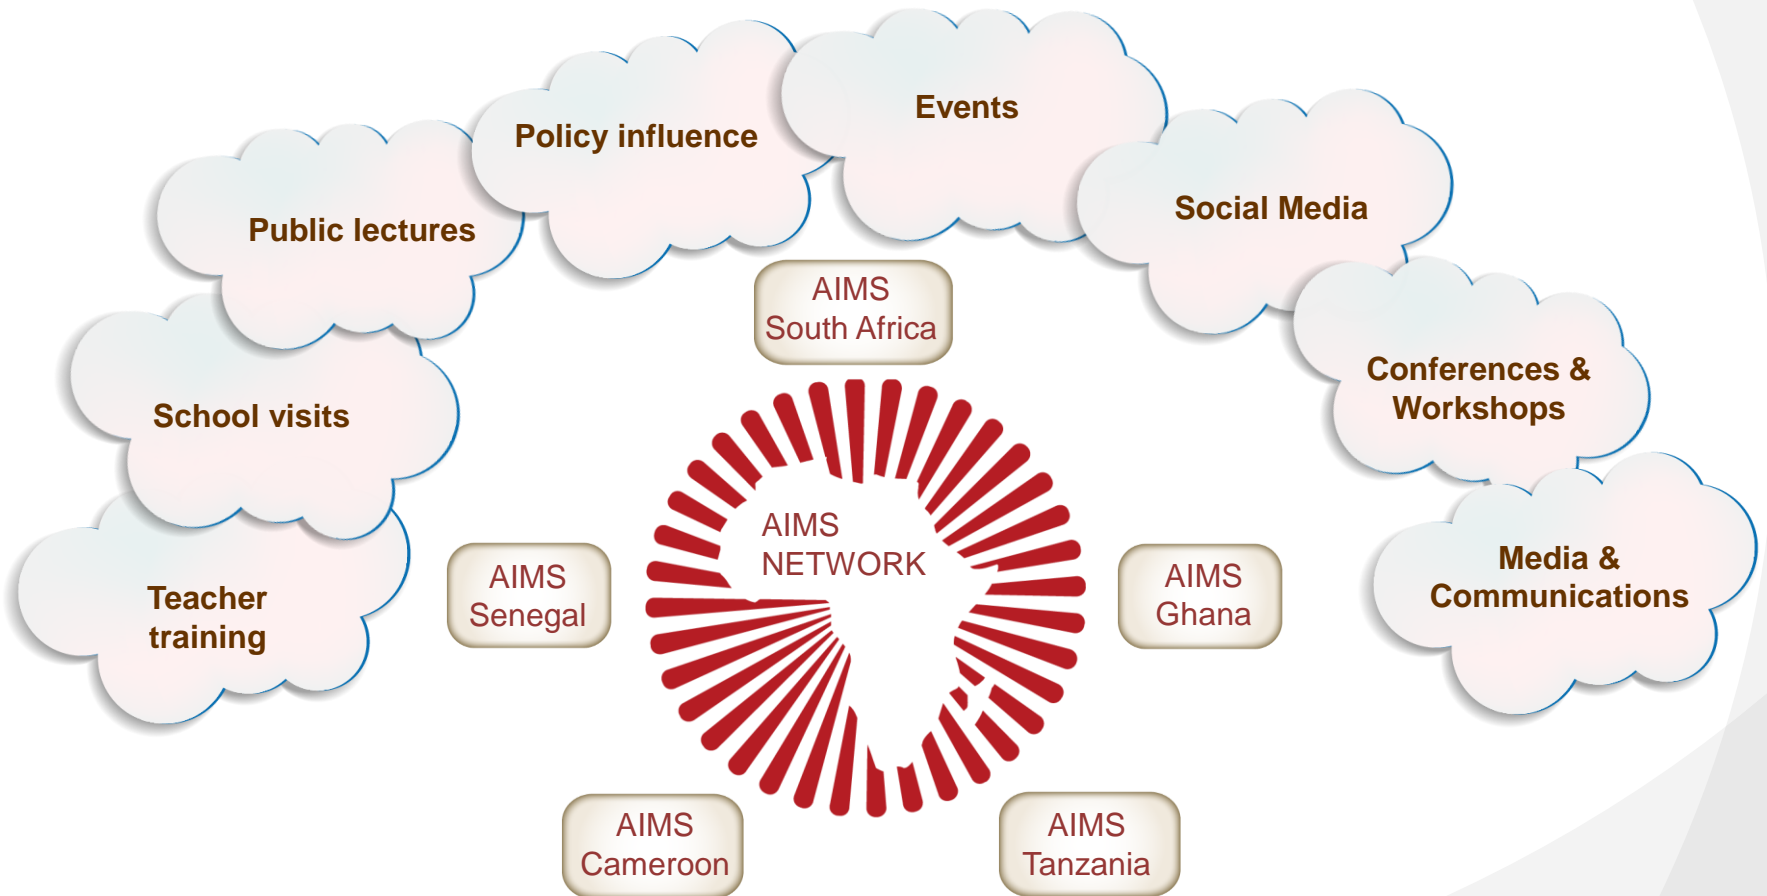 Events
Policy influence
Social Media
Public lectures
AIMS
South Africa
Conferences &
Workshops
School visits
AIMS
NETWORK
Media &
Communications
AIMS
Senegal
AIMS
Ghana
Teacher
training
AIMS
Cameroon
AIMS
Tanzania